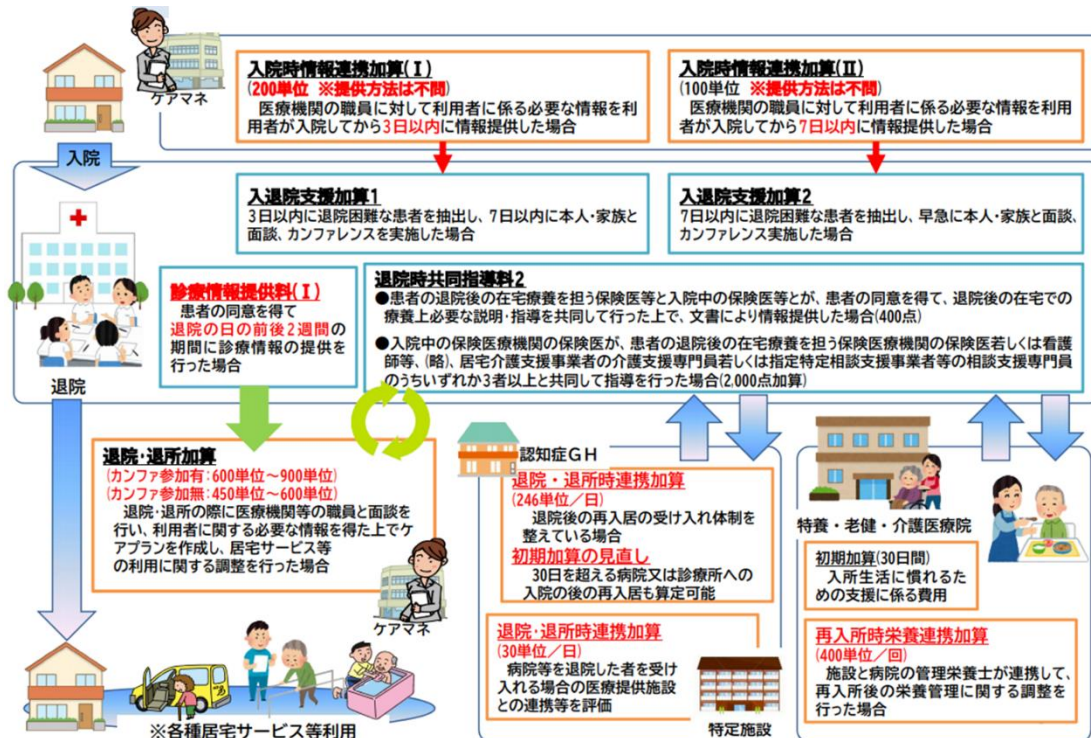 ケアマネ
入院時情報連携加算(Ⅰ)
(200単位 ※提供方法は不問)
医療機関の職員に対して利用者に係る必要な情報を利
用者が入院してから3日以内に情報提供した場合
入院時情報連携加算(Ⅱ)
(100単位 ※提供方法は不問)
医療機関の職員に対して利用者に係る必要な情報を利用
者が入院してから7日以内に情報提供した場合
入院
入退院支援加算1
3日以内に退院困難な患者を抽出し、7日以内に本人・家族と
面談、カンファレンスを実施した場合
入退院支援加算2
7日以内に退院困難な患者を抽出し、早急に本人・家族と面談、
カンファレンス実施した場合
診療情報提供料(Ⅰ)
患者の同意を得て
退院の日の前後2週間の
期間に診療情報の提供を
行った場合
退院時共同指導料2
●患者の退院後の在宅療養を担う保険医等と入院中の保険医等とが、患者の同意を得て、退院後の在宅での
療養上必要な説明・指導を共同して行った上で、文書により情報提供した場合(400点)
●入院中の保険医療機関の保険医が、患者の退院後の在宅療養を担う保険医療機関の保険医若しくは看護
師等、(略)、居宅介護支援事業者の介護支援専門員若しくは指定特定相談支援事業者等の相談支援専門員
のうちいずれか3者以上と共同して指導を行った場合(2,000点加算)
退院
退院・退所加算
(カンファ参加有:600単位～900単位)
(カンファ参加無:450単位～600単位)
退院・退所の際に医療機関等の職員と面談を
行い、利用者に関する必要な情報を得た上でケ
アプランを作成し、居宅サービス等
の利用に関する調整を行った場合
ケアマネ
※各種居宅サービス等利用
認知症GH
退院・退所時連携加算
(246単位／日)
退院後の再入居の受け入れ体制を
整えている場合
初期加算の見直し
30日を超える病院又は診療所への
入院の後の再入居も算定可能
退院・退所時連携加算
(30単位／日)
病院等を退院した者を受け
入れる場合の医療提供施設
との連携等を評価
特定施設
特養・老健・介護医療院
初期加算(30日間)
入所生活に慣れるた
めの支援に係る費用
再入所時栄養連携加算
(400単位／回)
施設と病院の管理栄養士が連携して、
再入所後の栄養管理に関する調整を
行った場合